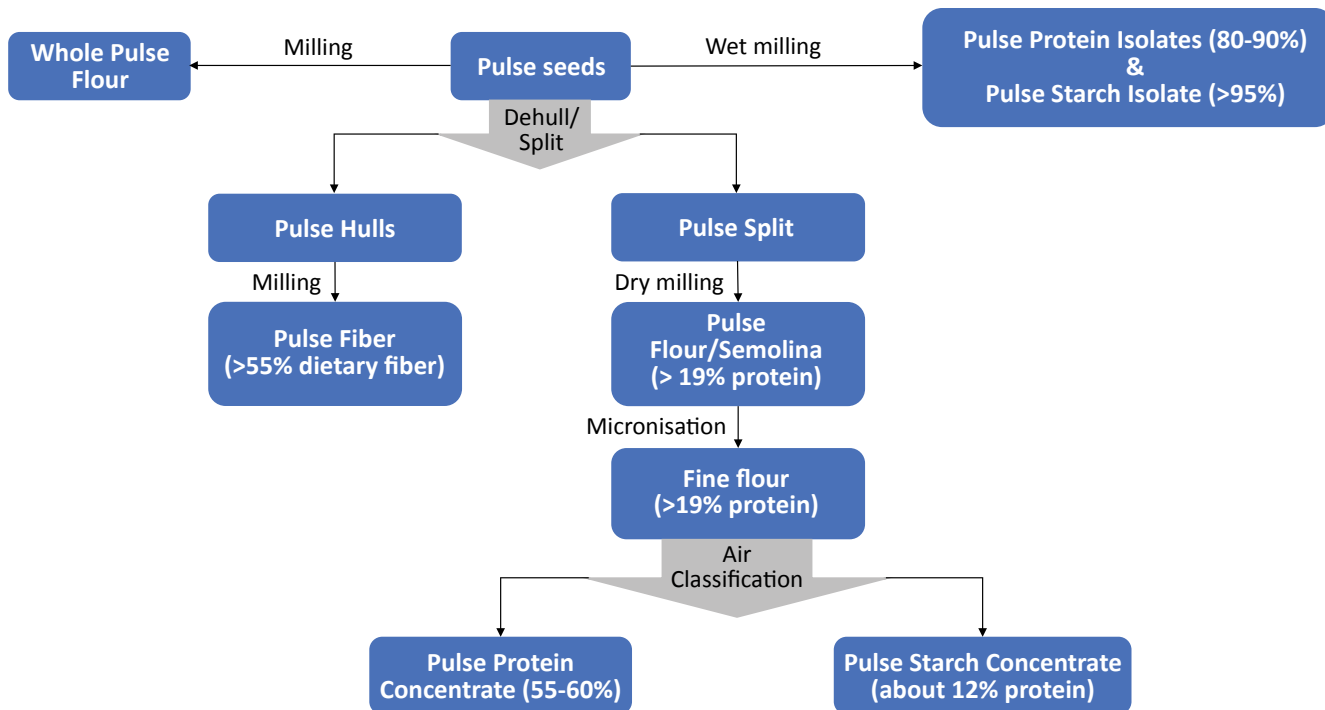 Whole Pulse
Flour
Milling
Pulse seeds
Wet milling
Pulse Protein Isolates (80-90%)
&
Pulse Starch Isolate (>95%)
Dehull/
Split
Pulse Hulls
Pulse Split
Milling
Dry milling
Pulse Fiber
(>55% dietary fiber)
Pulse
Flour/Semolina
(> 19% protein)
Micronisation
Fine flour
(>19% protein)
Air
Classification
Pulse Protein
Concentrate (55-60%)
Pulse Starch Concentrate
(about 12% protein)